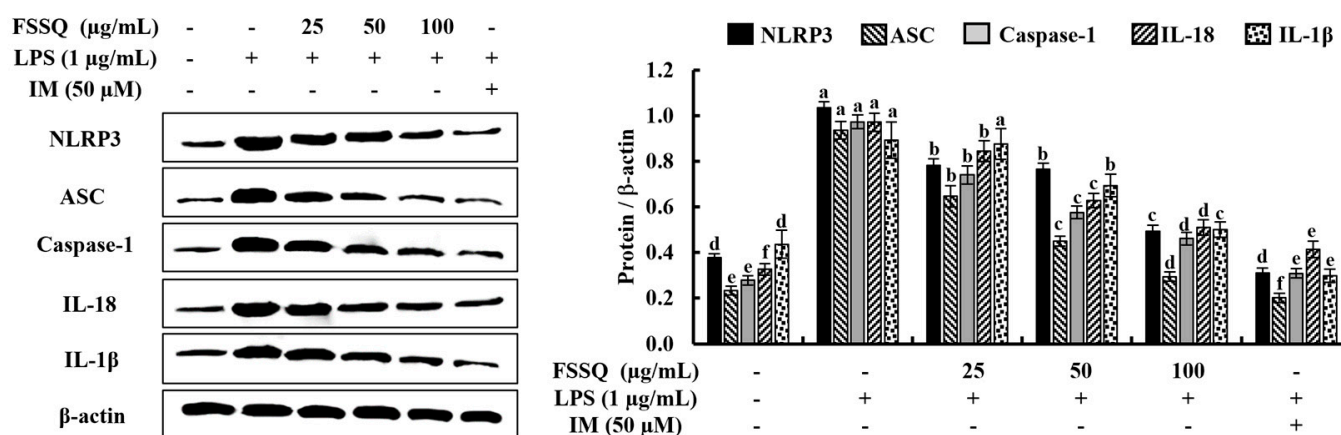 FSSQ (μg/mL) - - 25 50 100 -
LPS (1 μg/mL) - + + + + +
IM (50 μM) - - - - - +
NLRP3
ASC
Caspase-1
IL-18
IL-1β
β-actin
NLRP3 ASC Caspase-1 IL-18 IL-1β
Protein / β-actin
1.2
1.0
0.8
0.6
0.4
0.2
0.0
d e e f d
a a a a a
b b b b a
b c c c b
c d d d c
d f e e e
FSSQ (μg/mL) - - 25 50 100 -
LPS (1 μg/mL) - + + + + +
IM (50 μM) - - - - - +